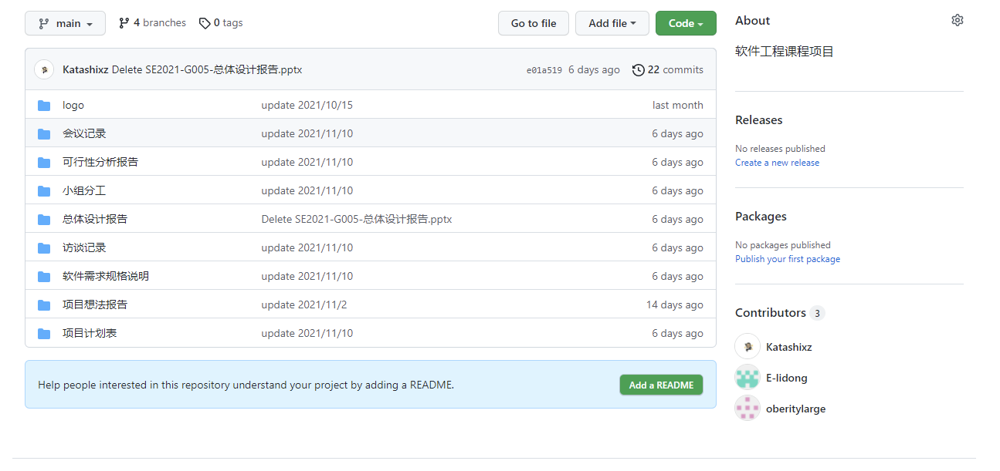 main 4 branches 0 tags Go to file Add file Code
Katashixz Delete SE2021-G005-总体设计报告.pptx e01a519 6 days ago 22 commits
logo update 2021/10/15 last month
会议记录 update 2021/11/10 6 days ago
可行性分析报告 update 2021/11/10 6 days ago
小组分工 update 2021/11/10 6 days ago
总体设计报告 Delete SE2021-G005-总体设计报告.pptx 6 days ago
访谈记录 update 2021/11/10 6 days ago
软件需求规格说明 update 2021/11/10 6 days ago
项目想法报告 update 2021/11/2 14 days ago
项目计划表 update 2021/11/10 6 days ago
Help people interested in this repository understand your project by adding a README. Add a README
About
软件工程课程项目
Releases
No releases published
Create a new release
Packages
No packages published
Publish your first package
Contributors 3
Katashixz
E-lidong
oberitylarge